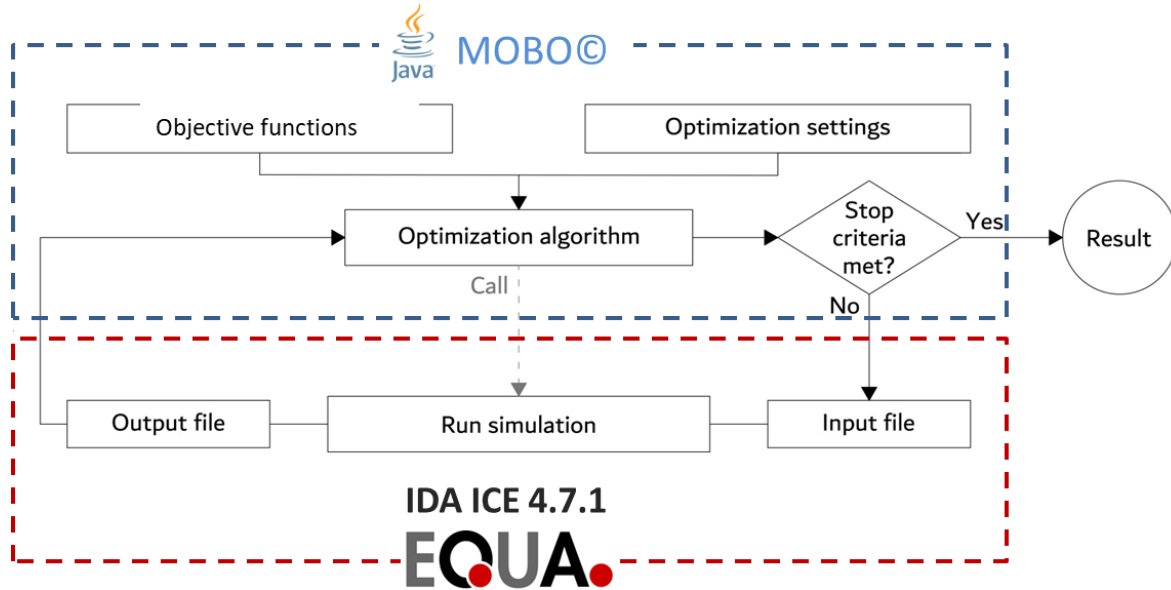 Java
MOBO©
Objective functions
Optimization settings
Optimization algorithm
Stop
criteria
met?
Yes
Result
Call
No
Output file
Run simulation
Input file
IDA ICE 4.7.1
EQUA.